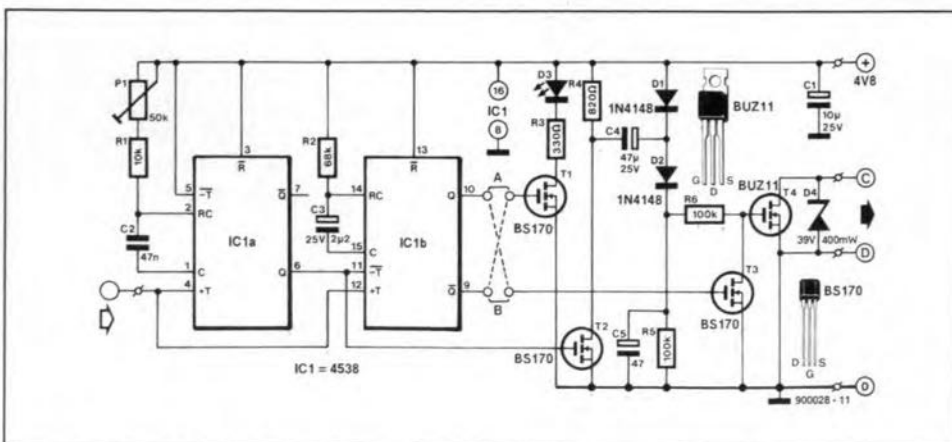 P1
50k
R1
10k
C2
47n
5
T̅
2
RC
1
C
4
+T
3
R̅
IC1a
Q̅
7
6
Q
IC1 = 4538
R2
68k
C3
25V
2µ2
14
RC
15
C
11
-T̅
12
+T
13
R̅
IC1b
10
Q
9
Q̅
16
IC1
8
A
B
D3
R3
330Ω
T1
BS170
R4
820Ω
C4
47µ
25V
D1
1N4148
D2
1N4148
T2
BS170
C5
47
R5
100k
R6
100k
T3
BS170
BUZ11
G
D
S
BUZ11
T4
C1
10µ
25V
+
4V8
C
D4
39V 400mW
D
BS170
D
G
S
0
900028 - 11